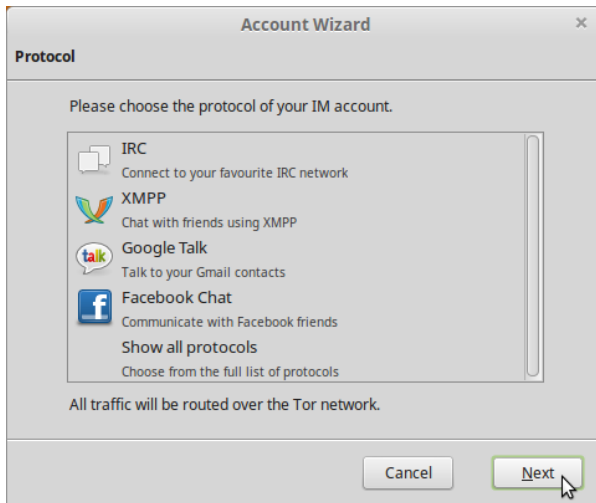 Account Wizard
Protocol
Please choose the protocol of your IM account.
IRC
Connect to your favourite IRC network
XMPP
Chat with friends using XMPP
talk
Google Talk
Talk to your Gmail contacts
f
Facebook Chat
Communicate with Facebook friends
Show all protocols
Choose from the full list of protocols
All traffic will be routed over the Tor network.
Cancel
Next